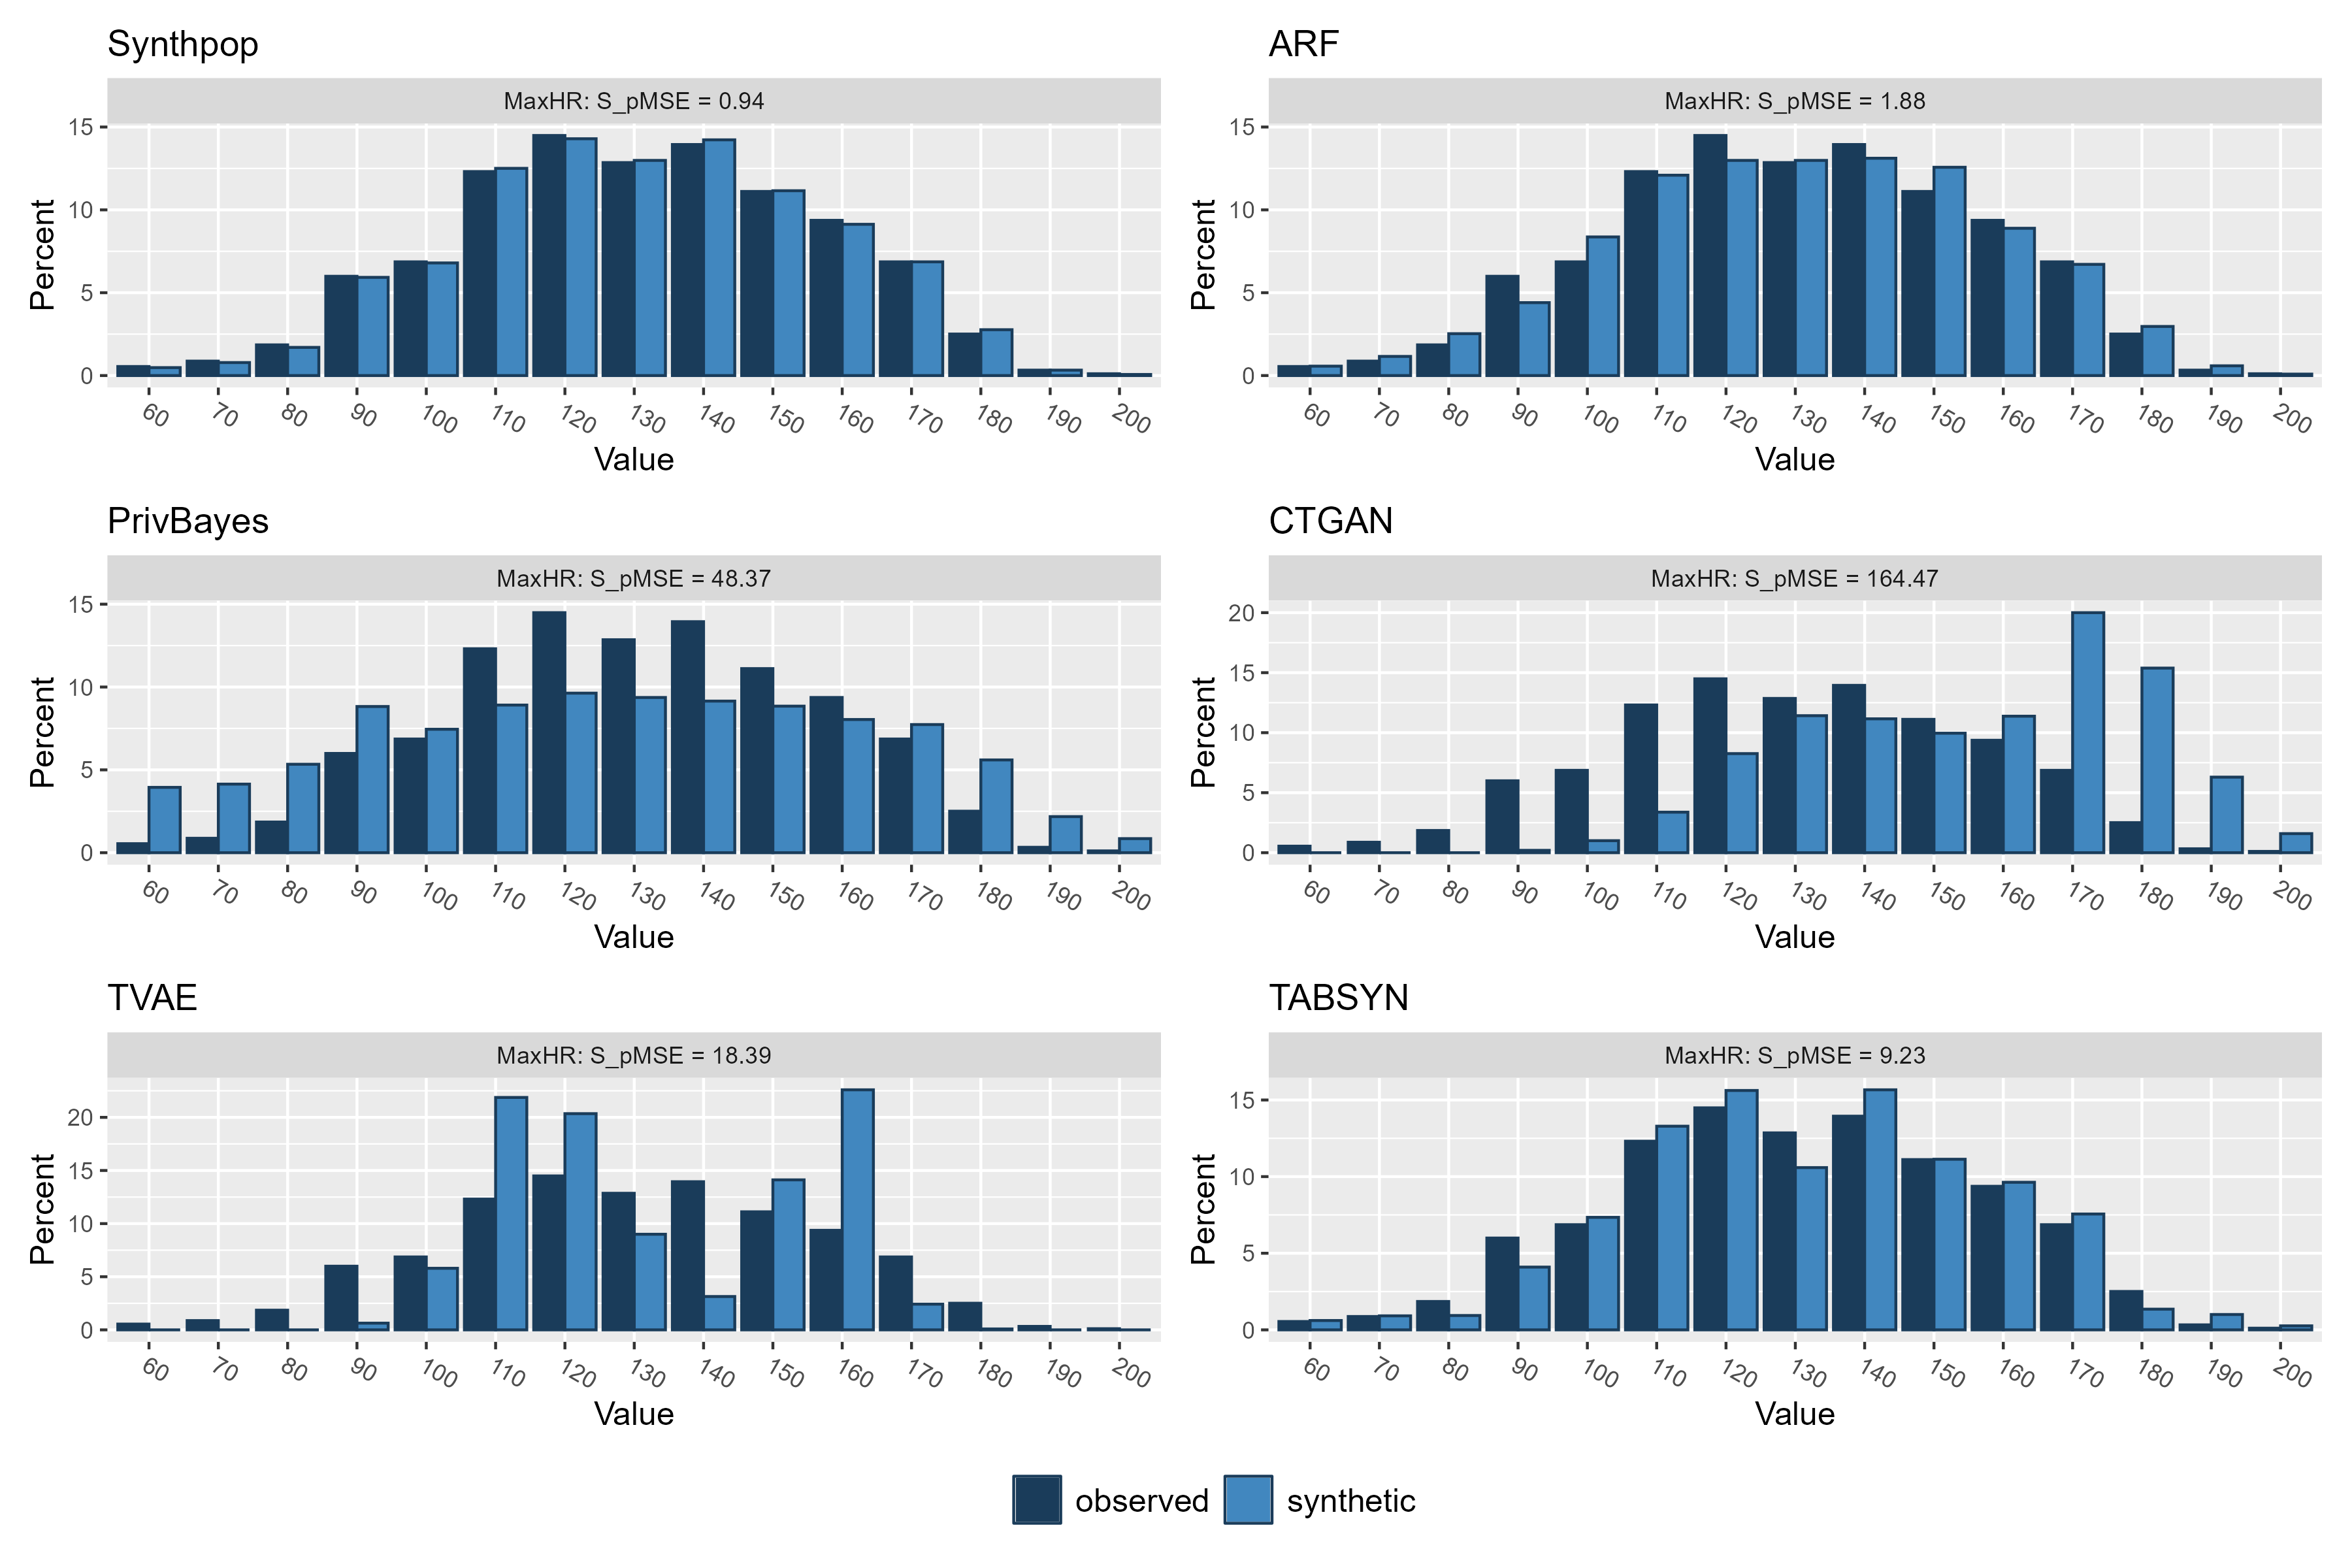 Synthpop
MaxHR: S_pMSE = 0.94
Percent
15
10
5
0
60 70 80 90 100 110 120 130 140 150 160 170 180 190 200
Value
ARF
MaxHR: S_pMSE = 1.88
Percent
15
10
5
0
60 70 80 90 100 110 120 130 140 150 160 170 180 190 200
Value
PrivBayes
MaxHR: S_pMSE = 48.37
Percent
15
10
5
0
60 70 80 90 100 110 120 130 140 150 160 170 180 190 200
Value
CTGAN
MaxHR: S_pMSE = 164.47
Percent
20
15
10
5
0
60 70 80 90 100 110 120 130 140 150 160 170 180 190 200
Value
TVAE
MaxHR: S_pMSE = 18.39
Percent
20
15
10
5
0
60 70 80 90 100 110 120 130 140 150 160 170 180 190 200
Value
TABSYN
MaxHR: S_pMSE = 9.23
Percent
15
10
5
0
60 70 80 90 100 110 120 130 140 150 160 170 180 190 200
Value
observed synthetic